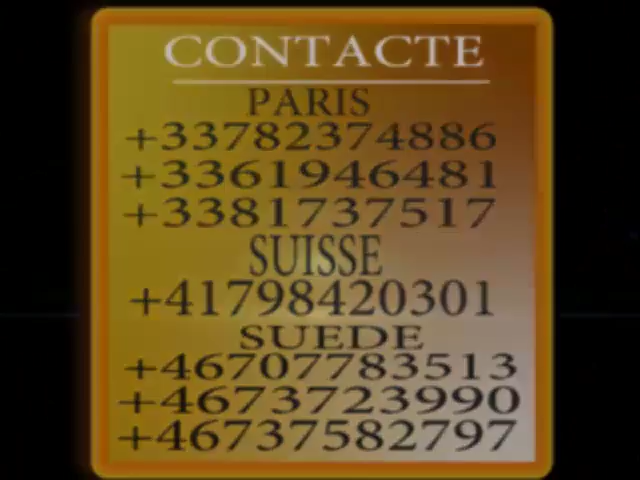 CONTACTE
PARIS
+33782374886
+3361946481
+3381737517
SUISSE
+41798420301
SUEDE
+46707783513
+4673723990
+46737582797